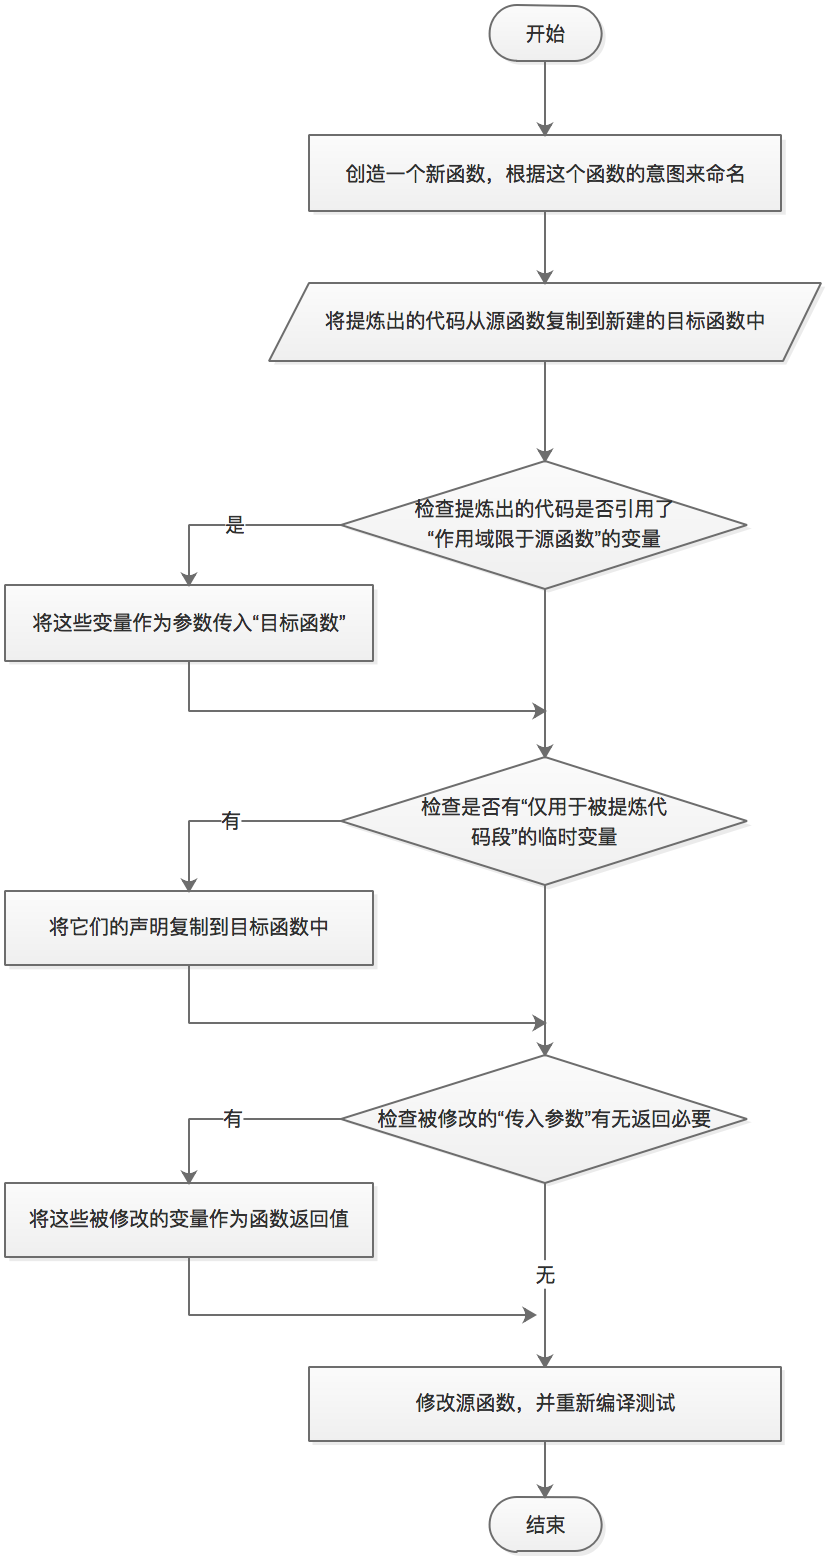 开始
创造一个新函数，根据这个函数的意图来命名
将提炼出的代码从源函数复制到新建的目标函数中
检查提炼出的代码是否引用了
“作用域限于源函数”的变量
是
将这些变量作为参数传入“目标函数”
检查是否有“仅用于被提炼代
码段”的临时变量
有
将它们的声明复制到目标函数中
检查被修改的“传入参数”有无返回必要
有
将这些被修改的变量作为函数返回值
无
修改源函数，并重新编译测试
结束